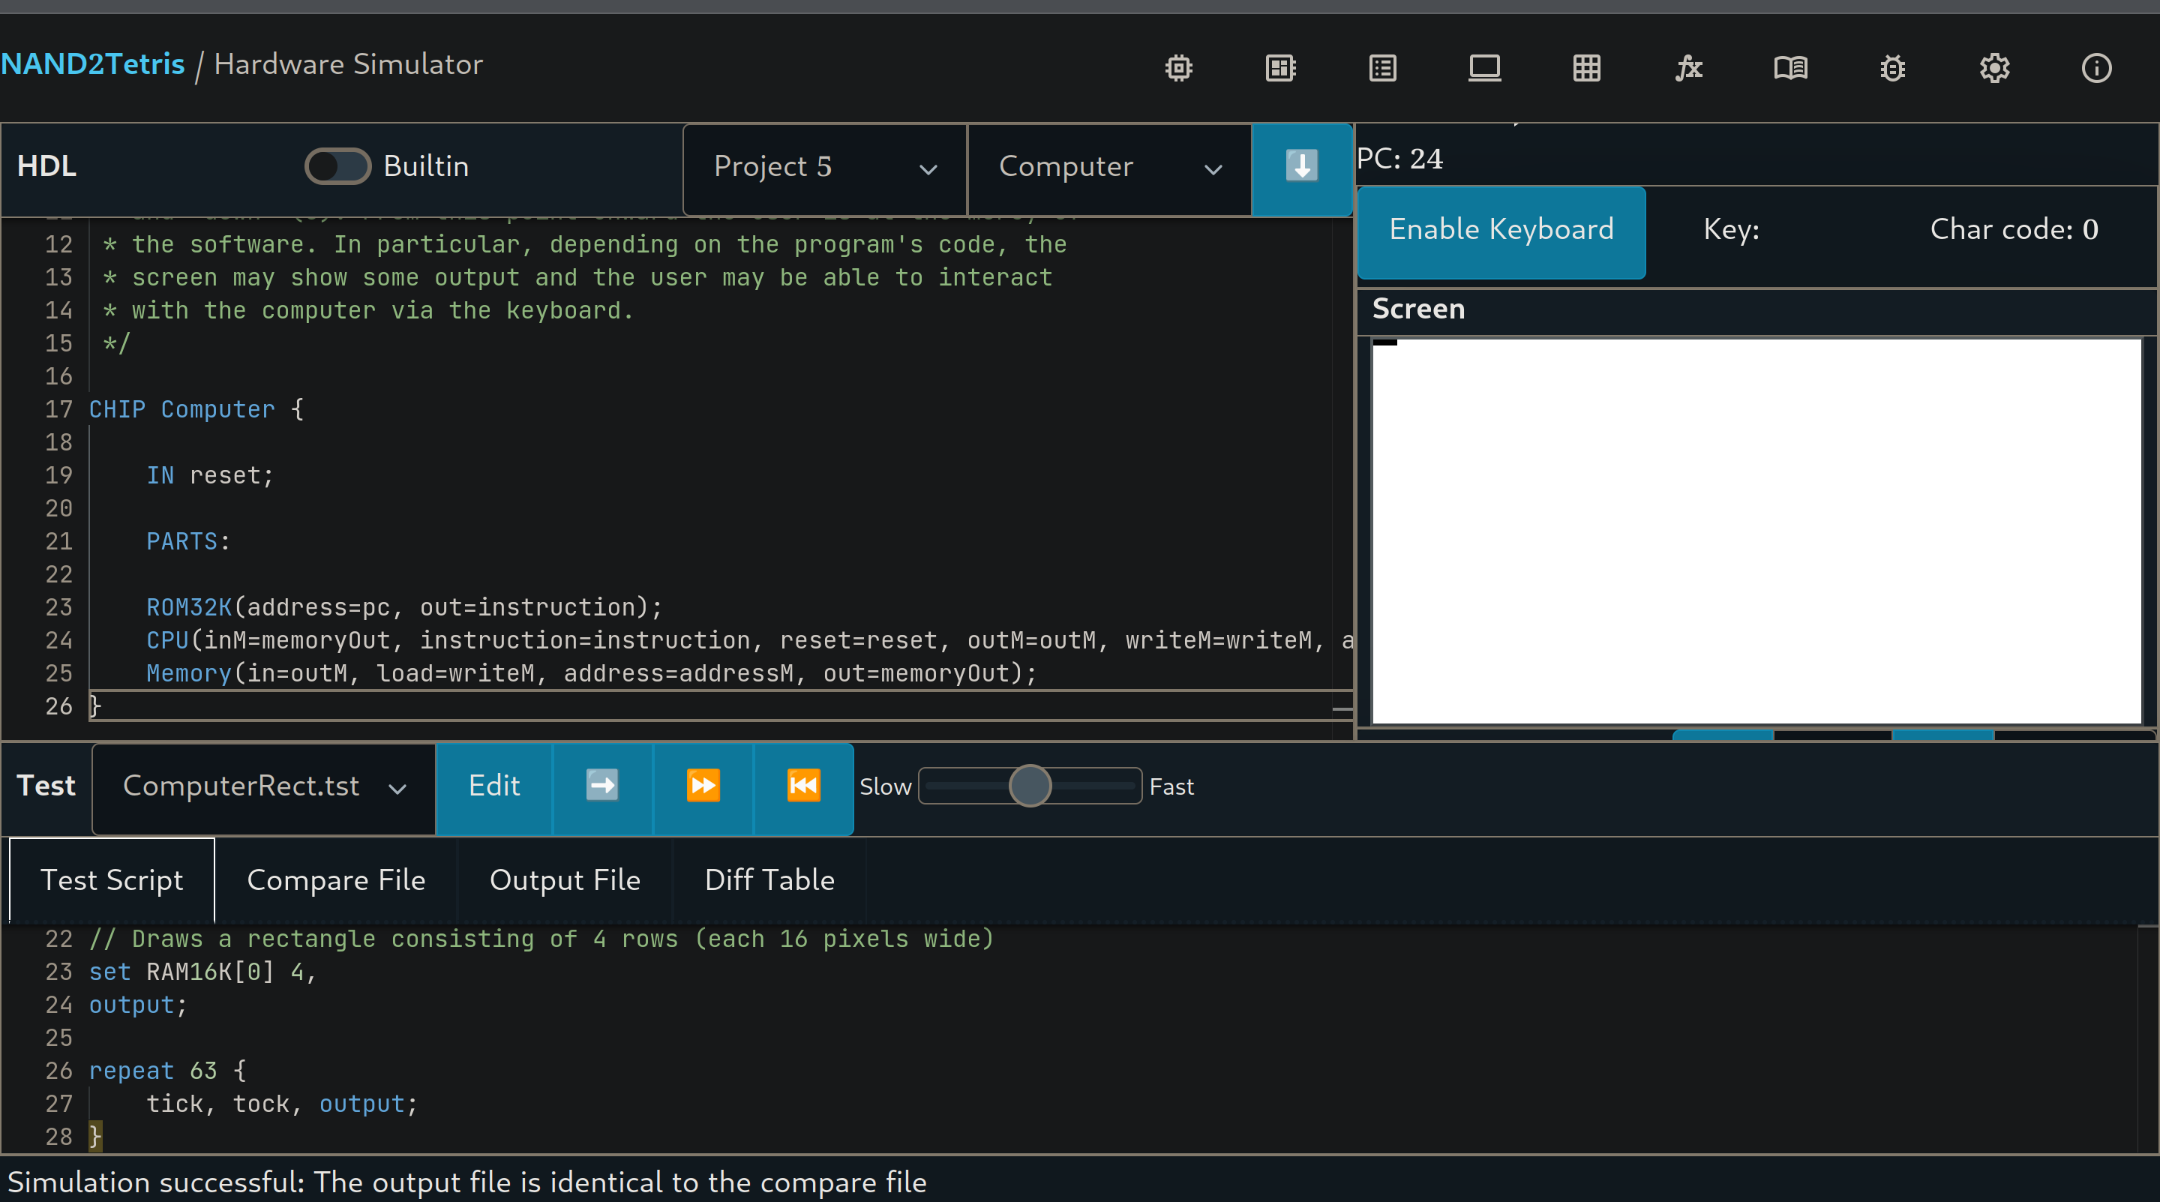 NAND2Tetris / Hardware Simulator
HDL
Builtin
Project 5
Computer
12 * the software. In particular, depending on the program's code, the
13 * screen may show some output and the user may be able to interact
14 * with the computer via the keyboard.
15 */
16
17 CHIP Computer {
18
19 IN reset;
20
21 PARTS:
22
23 ROM32K(address=pc, out=instruction);
24 CPU(inM=memoryOut, instruction=instruction, reset=reset, outM=outM, writeM=writeM, a
25 Memory(in=outM, load=writeM, address=addressM, out=memoryOut);
26 }
PC: 24
Enable Keyboard
Key:
Char code: 0
Screen
Test
ComputerRect.tst
Edit
Slow
Fast
Test Script
Compare File
Output File
Diff Table
22 // Draws a rectangle consisting of 4 rows (each 16 pixels wide)
23 set RAM16K[0] 4,
24 output;
25
26 repeat 63 {
27 tick, tock, output;
28 }
Simulation successful: The output file is identical to the compare file